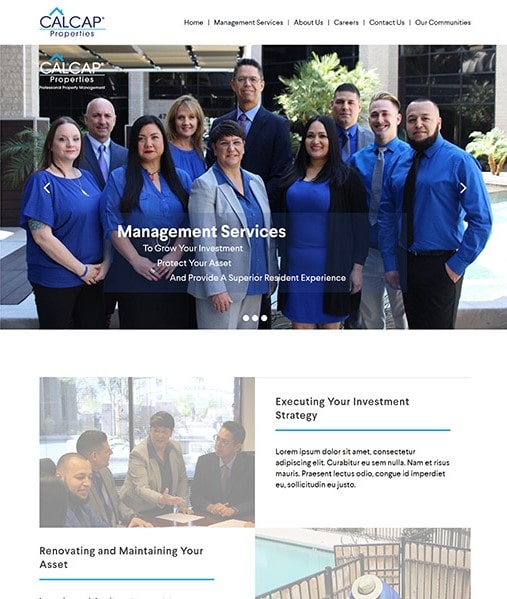 CALCAP®
Properties
Home | Management Services | About Us | Careers | Contact Us | Our Communities
CALCAP®
Properties
Professional Property Management
Management Services
To Grow Your Investment
Protect Your Asset
And Provide A Superior Resident Experience
Executing Your Investment
Strategy
Lorem ipsum dolor sit amet, consectetur
adipiscing elit. Curabitur eu sem nulla. Nam et risus
mauris. Praesent lectus odio, congue id imperdiet
eu, sollicitudin eu justo.
Renovating and Maintaining Your
Asset